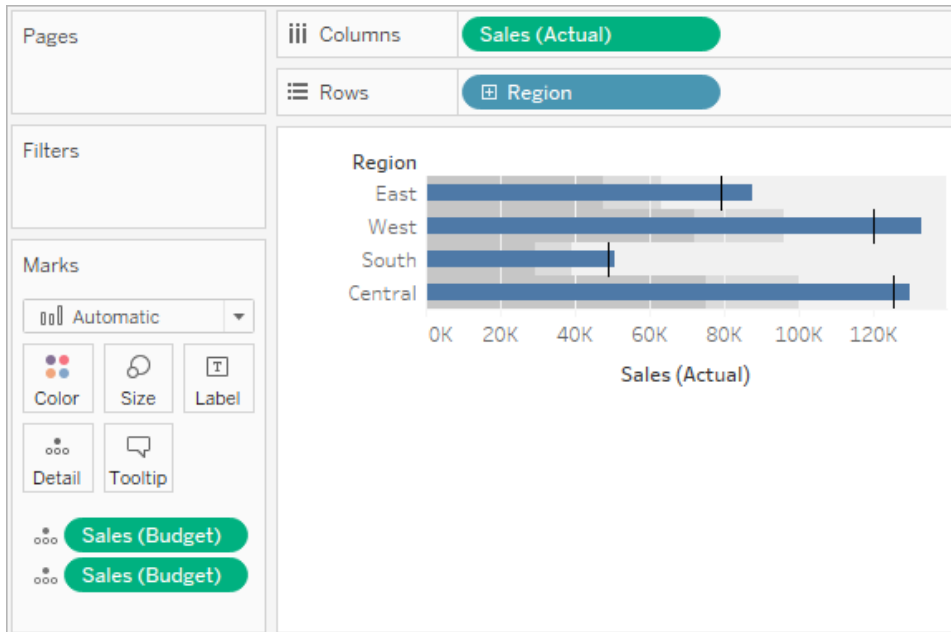 Pages
Columns
Sales (Actual)
Rows
Region
Filters
Marks
Automatic
Color
Size
T
Label
Detail
Tooltip
Sales (Budget)
Sales (Budget)
Region
East
West
South
Central
0K 20K 40K 60K 80K 100K 120K
Sales (Actual)